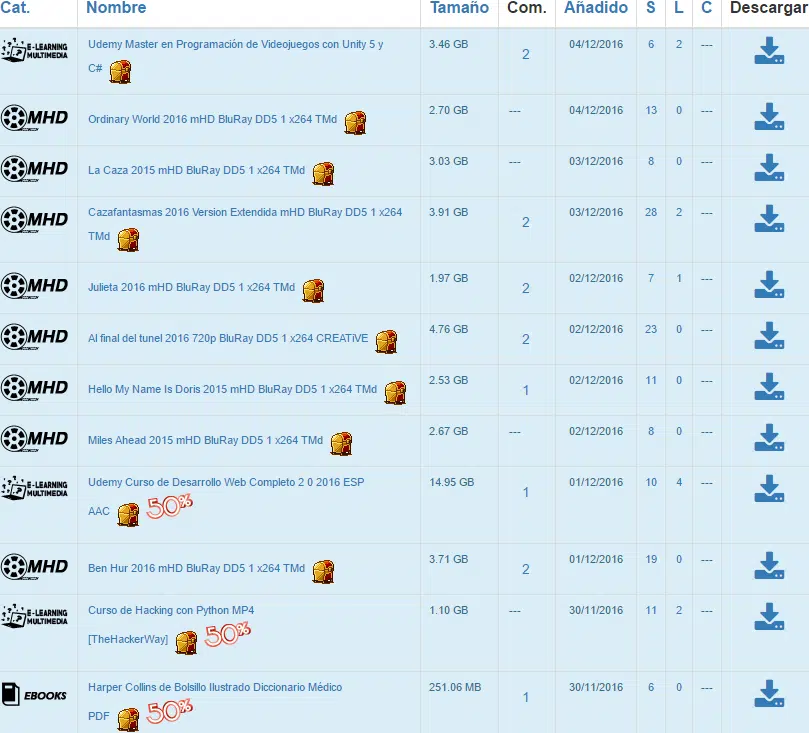 Cat. Nombre Tamaño Com. Añadido S L C Descargar
E-LEARNING MULTIMEDIA Udemy Master en Programación de Videojuegos con Unity 5 y 3.46 GB 2 04/12/2016 6 2 ---
C#
MHD Ordinary World 2016 mHD BluRay DD5 1 x264 TMd 2.70 GB --- 04/12/2016 13 0 ---
MHD La Caza 2015 mHD BluRay DD5 1 x264 TMd 3.03 GB --- 03/12/2016 8 0 ---
MHD Cazafantasmas 2016 Version Extendida mHD BluRay DD5 1 x264 3.91 GB 2 03/12/2016 28 2 ---
TMd
MHD Julieta 2016 mHD BluRay DD5 1 x264 TMd 1.97 GB 2 02/12/2016 7 1 ---
MHD Al final del tunel 2016 720p BluRay DD5 1 x264 CREATiVE 4.76 GB 2 02/12/2016 23 0 ---
MHD Hello My Name Is Doris 2015 mHD BluRay DD5 1 x264 TMd 2.53 GB 1 02/12/2016 11 0 ---
MHD Miles Ahead 2015 mHD BluRay DD5 1 x264 TMd 2.67 GB --- 02/12/2016 8 0 ---
E-LEARNING MULTIMEDIA Udemy Curso de Desarrollo Web Completo 2 0 2016 ESP 14.95 GB 1 01/12/2016 10 4 ---
AAC 50%
MHD Ben Hur 2016 mHD BluRay DD5 1 x264 TMd 3.71 GB 2 01/12/2016 19 0 ---
E-LEARNING MULTIMEDIA Curso de Hacking con Python MP4 1.10 GB --- 30/11/2016 11 2 ---
[TheHackerWay] 50%
EBOOKS Harper Collins de Bolsillo Ilustrado Diccionario Médico 251.06 MB 1 30/11/2016 6 0 ---
PDF 50%